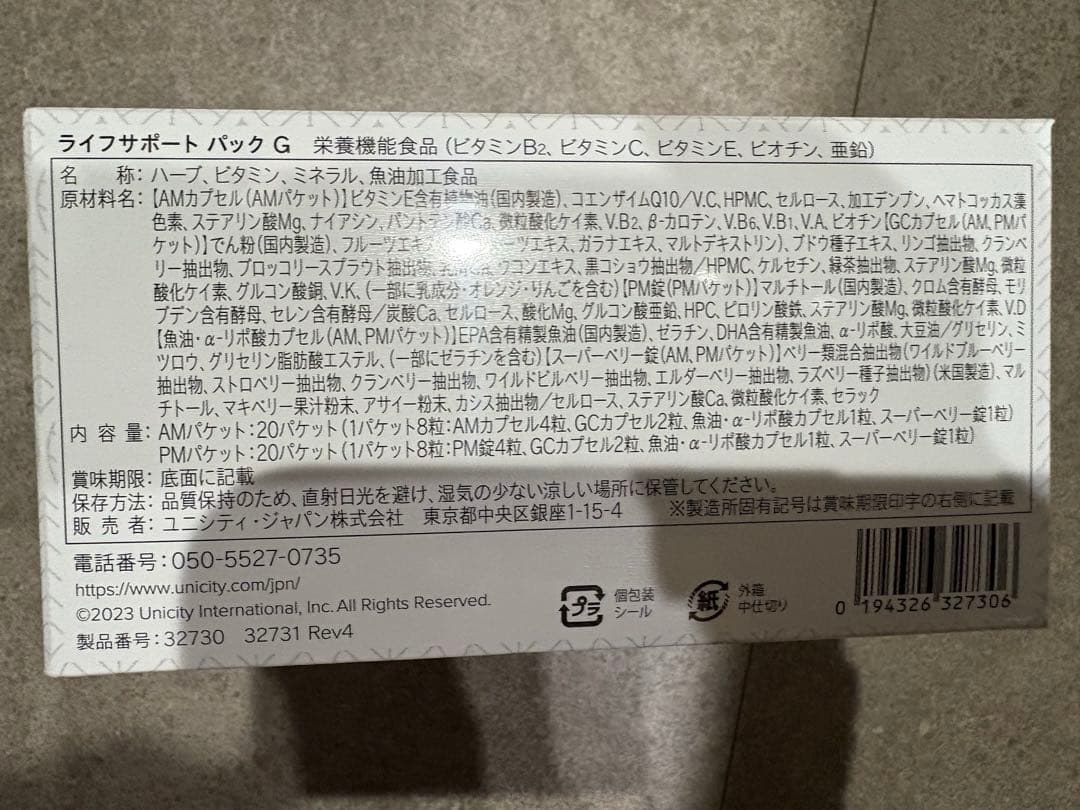 ライフサポート パック G 栄養機能食品 (ビタミンB2、ビタミンC、ビタミンE、ビオチン、亜鉛)
名 称:ハーブ、ビタミン、ミネラル、魚油加工食品
原材料名:【AMカプセル(AMパケット)】ビタミンE含有植物油(国内製造)、コエンザイムQ10/V.C、HPMC、セルロース、加工デンプン、ヘマトコッカス藻
色素、ステアリン酸Mg、ナイアシン、パントテン酸Ca、微粒酸化ケイ素、V.B2、β-カロテン、V.B6、V.B1、V.A、ビオチン【GCカプセル(AM、PMパ
ケット)】でん粉(国内製造)、フルーツエキ ーツエキス、ガラナエキス、マルトデキストリン)、ブドウ種子エキス、リンゴ抽出物、クランベ
リー抽出物、ブロッコリースプラウト抽出物、ウコンエキス、黒コショウ抽出物/HPMC、ケルセチン、緑茶抽出物、ステアリン酸Mg、微粒
酸化ケイ素、グルコン酸銅、V.K、(一部に乳成分・オレンジ・りんごを含む)【PM錠(PMパケット)】マルチトール(国内製造)、クロム含有酵母、モリ
ブデン含有酵母、セレン含有酵母/炭酸Ca、セルロース、酸化Mg、グルコン酸亜鉛、HPC、ピロリン酸鉄、ステアリン酸Mg、微粒酸化ケイ素、V.D
【魚油・α-リポ酸カプセル(AM、PMパケット)】EPA含有精製魚油(国内製造)、ゼラチン、DHA含有精製魚油、α-リポ酸、大豆油/グリセリン、ミ
ツロウ、グリセリン脂肪酸エステル、(一部にゼラチンを含む)【スーパーベリー錠(AM、PMパケット)】ベリー類混合抽出物(ワイルドブルーベリー
抽出物、ストロベリー抽出物、クランベリー抽出物、ワイルドビルベリー抽出物、エルダーベリー抽出物、ラズベリー種子抽出物)(米国製造)、マル
チトール、マキベリー果汁粉末、アサイー粉末、カシス抽出物/セルロース、ステアリン酸Ca、微粒酸化ケイ素、セラック
内 容 量:AMパケット:20パケット(1パケット8粒:AMカプセル4粒、GCカプセル2粒、魚油・α-リポ酸カプセル1粒、スーパーベリー錠1粒)
PMパケット:20パケット(1パケット8粒:PM錠4粒、GCカプセル2粒、魚油・α-リポ酸カプセル1粒、スーパーベリー錠1粒)
賞味期限:底面に記載
保存方法:品質保持のため、直射日光を避け、湿気の少ない涼しい場所に保管してください。
販 売 者:ユニシティ・ジャパン株式会社 東京都中央区銀座1-15-4 ※製造所固有記号は賞味期限印字の右側に記載
電話番号:050-5527-0735
https://www.unicity.com/jpn/
©2023 Unicity International, Inc. All Rights Reserved.
製品番号:32730 32731 Rev4
プラ
個包装
シール
紙
外箱
中仕切り
0 194326 327306